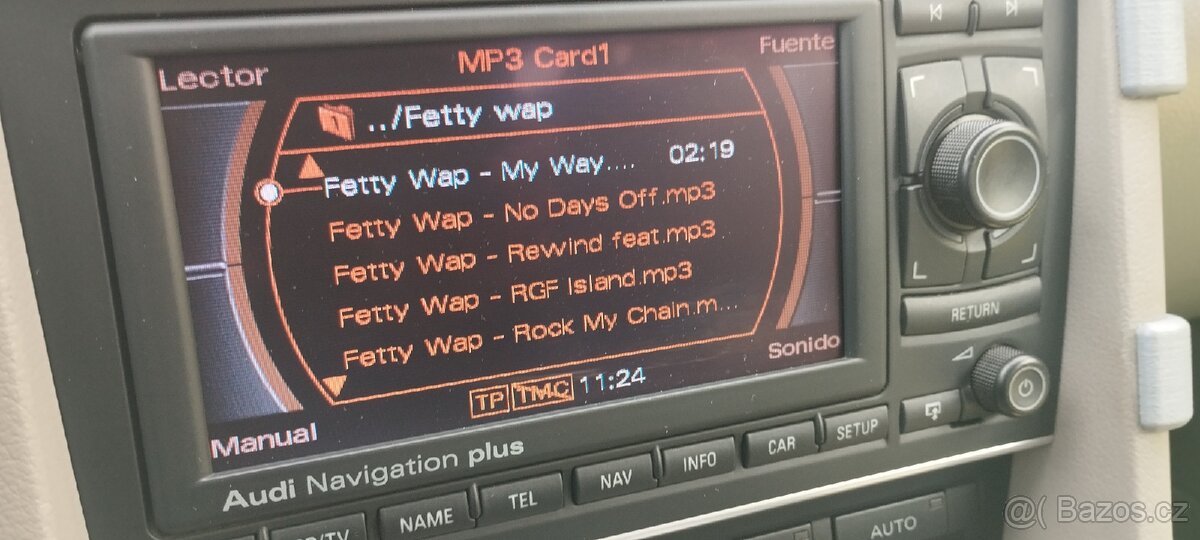 MP3 Card1
Lector
Fuente
../Fetty wap
Fetty Wap - My Way.... 02:19
Fetty Wap - No Days Off.mp3
Fetty Wap - Rewind feat.mp3
Fetty Wap - RGF Island.mp3
Fetty Wap - Rock My Chain.m...
Sonido
TP TMC 11:24
Manual
Audi Navigation plus
RETURN
NAME
TEL
NAV
INFO
CAR
SETUP
AUTO
@( Bazos.cz